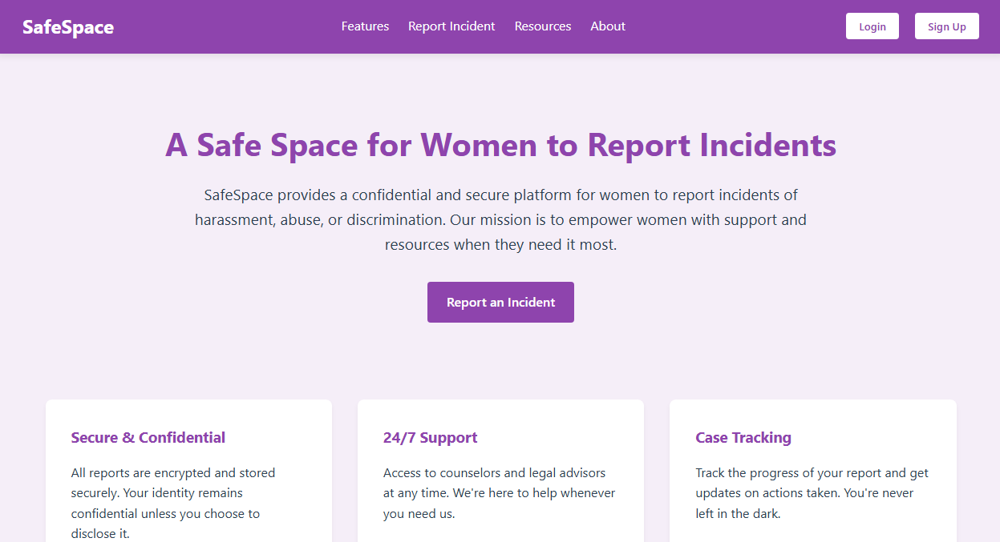 SafeSpace
Features Report Incident Resources About
Login Sign Up
A Safe Space for Women to Report Incidents
SafeSpace provides a confidential and secure platform for women to report incidents of
harassment, abuse, or discrimination. Our mission is to empower women with support and
resources when they need it most.
Report an Incident
Secure & Confidential
All reports are encrypted and stored
securely. Your identity remains
confidential unless you choose to
disclose it.
24/7 Support
Access to counselors and legal advisors
at any time. We're here to help whenever
you need us.
Case Tracking
Track the progress of your report and get
updates on actions taken. You're never
left in the dark.